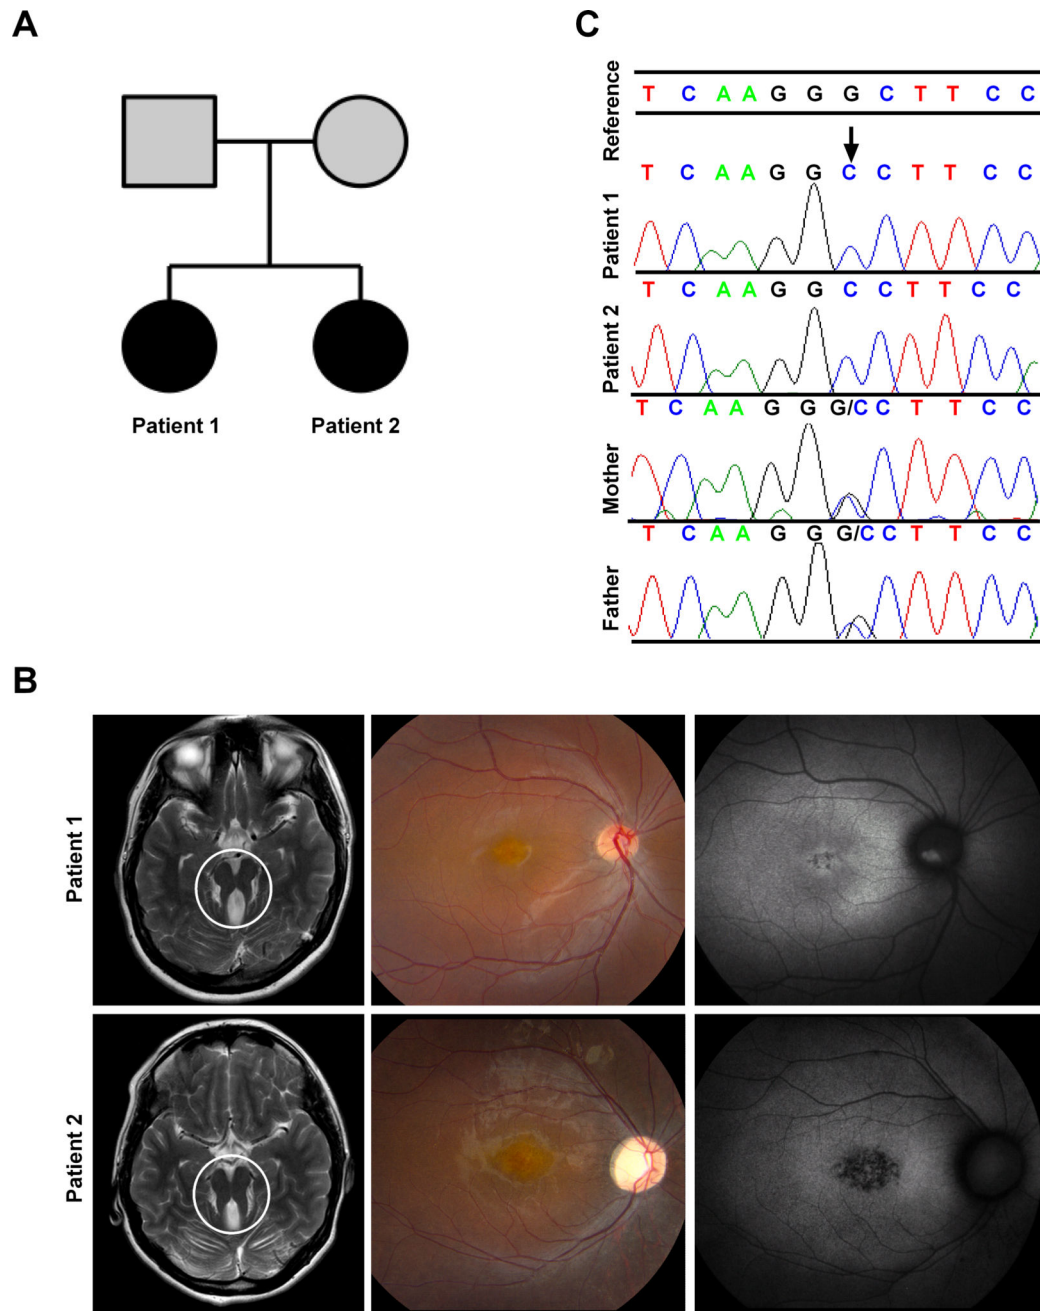 A
Patient 1
Patient 2
C
Reference
T C A A G G G C T T C C
Patient 1
T C A A G G C C T T C C
Patient 2
T C A A G G C C T T C C
Mother
T C A A G G G/C C T T C C
Father
T C A A G G G/C C T T C C
B
Patient 1
Patient 2